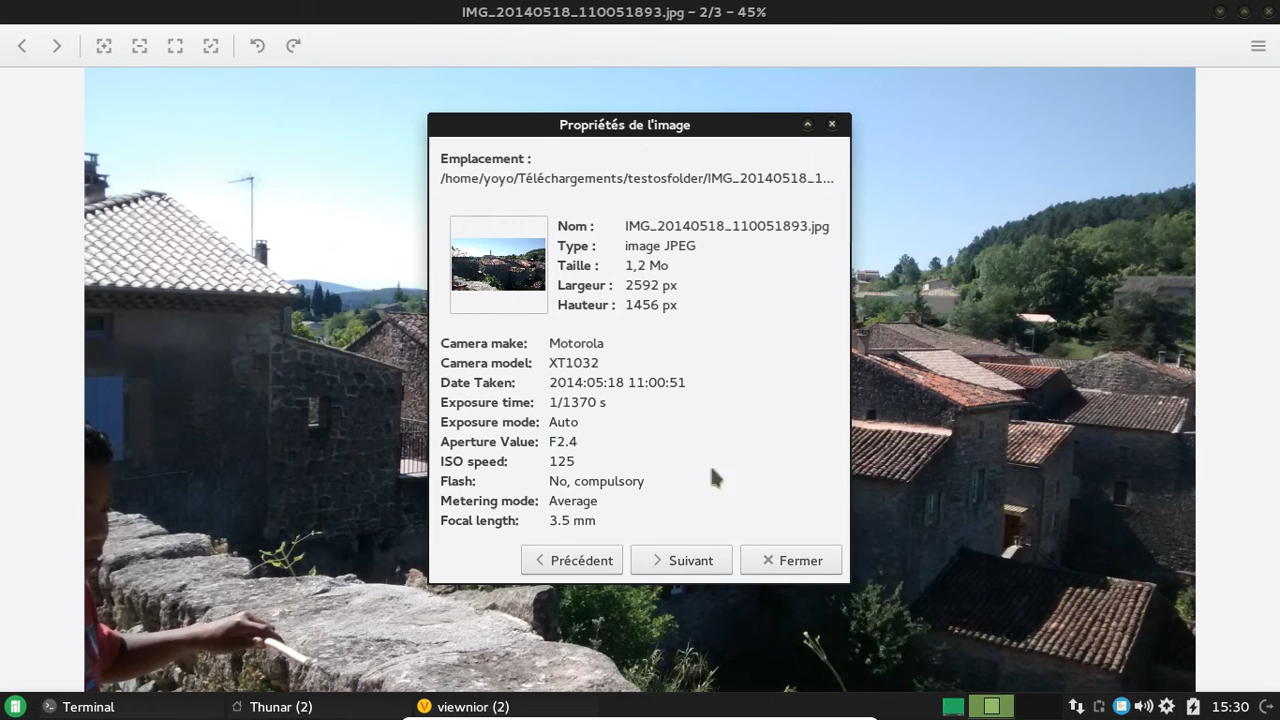 IMG_20140518_110051893.jpg – 2/3 – 45%
Propriétés de l'image
Emplacement :
/home/yoyo/Téléchargements/testosfolder/IMG_20140518_1...
Nom : IMG_20140518_110051893.jpg
Type : image JPEG
Taille : 1,2 Mo
Largeur : 2592 px
Hauteur : 1456 px
Camera make: Motorola
Camera model: XT1032
Date Taken: 2014:05:18 11:00:51
Exposure time: 1/1370 s
Exposure mode: Auto
Aperture Value: F2.4
ISO speed: 125
Flash: No, compulsory
Metering mode: Average
Focal length: 3.5 mm
Précédent Suivant Fermer
Terminal Thunar (2) viewnior (2) 15:30